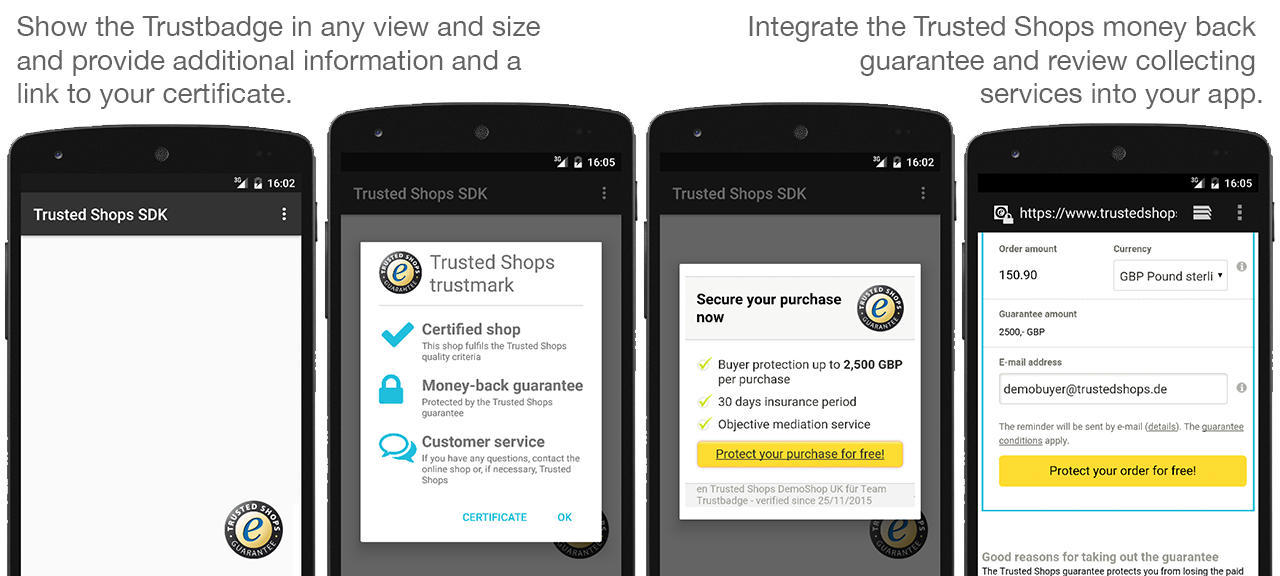 Show the Trustbadge in any view and size
and provide additional information and a
link to your certificate.
Integrate the Trusted Shops money back
guarantee and review collecting
services into your app.
3G 16:02
Trusted Shops SDK
TRUSTED SHOPS
e
GUARANTEE
3G 16:05
Trusted Shops SDK
TRUSTED SHOPS
e
GUARANTEE
Trusted Shops
trustmark
Certified shop
This shop fulfils the Trusted Shops
quality criteria
Money-back guarantee
Protected by the Trusted Shops
guarantee
Customer service
If you have any questions, contact the
online shop or, if necessary, Trusted
Shops
CERTIFICATE OK
3G 16:02
Trusted Shops SDK
Secure your purchase
now
TRUSTED SHOPS
e
GUARANTEE
Buyer protection up to 2,500 GBP
per purchase
30 days insurance period
Objective mediation service
Protect your purchase for free!
en Trusted Shops DemoShop UK für Team
Trustbadge - verified since 25/11/2015
GUARANTEE
3G 16:05
https://www.trustedshop
Order amount Currency
150.90 GBP Pound sterli
Guarantee amount
2500,- GBP
E-mail address
demobuyer@trustedshops.de
The reminder will be sent by e-mail (details). The guarantee
conditions apply.
Protect your order for free!
Good reasons for taking out the guarantee
The Trusted Shops guarantee protects you from losing the paid